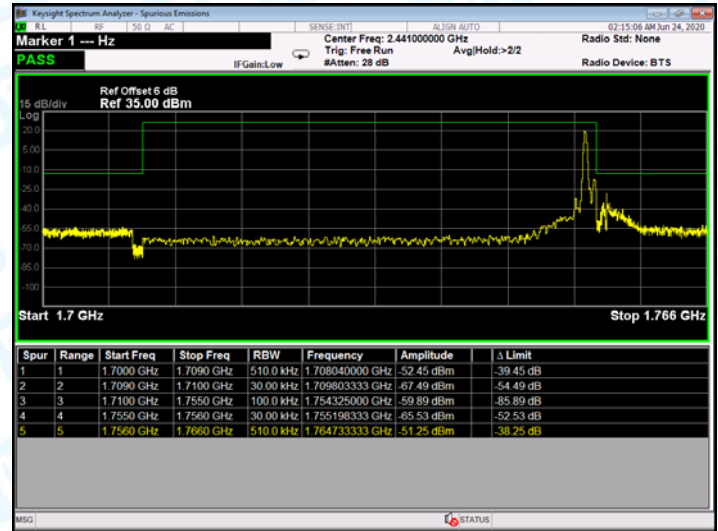 Keysight Spectrum Analyzer - Spurious Emissions
RL RF 50 Ω AC SENSE:INT ALIGN AUTO 02:15:06 AM Jun 24, 2020
Marker 1 --- Hz Center Freq: 2.441000000 GHz Radio Std: None
Trig: Free Run Avg|Hold:>2/2
PASS IFGain:Low #Atten: 28 dB Radio Device: BTS
Ref Offset 6 dB
15 dB/div Ref 35.00 dBm
Log
20.0
5.00
-10.0
-25.0
-40.0
-55.0
-70.0
-85.0
-100
Start 1.7 GHz Stop 1.766 GHz
Spur Range Start Freq Stop Freq RBW Frequency Amplitude Δ Limit
1 1 1.7000 GHz 1.7090 GHz 510.0 kHz 1.708040000 GHz -52.45 dBm -39.45 dB
2 2 1.7090 GHz 1.7100 GHz 30.00 kHz 1.709803333 GHz -67.49 dBm -54.49 dB
3 3 1.7100 GHz 1.7550 GHz 100.0 kHz 1.754325000 GHz -59.89 dBm -85.89 dB
4 4 1.7550 GHz 1.7560 GHz 30.00 kHz 1.755198333 GHz -65.53 dBm -52.53 dB
5 5 1.7560 GHz 1.7660 GHz 510.0 kHz 1.764733333 GHz -51.25 dBm -38.25 dB
MSG STATUS